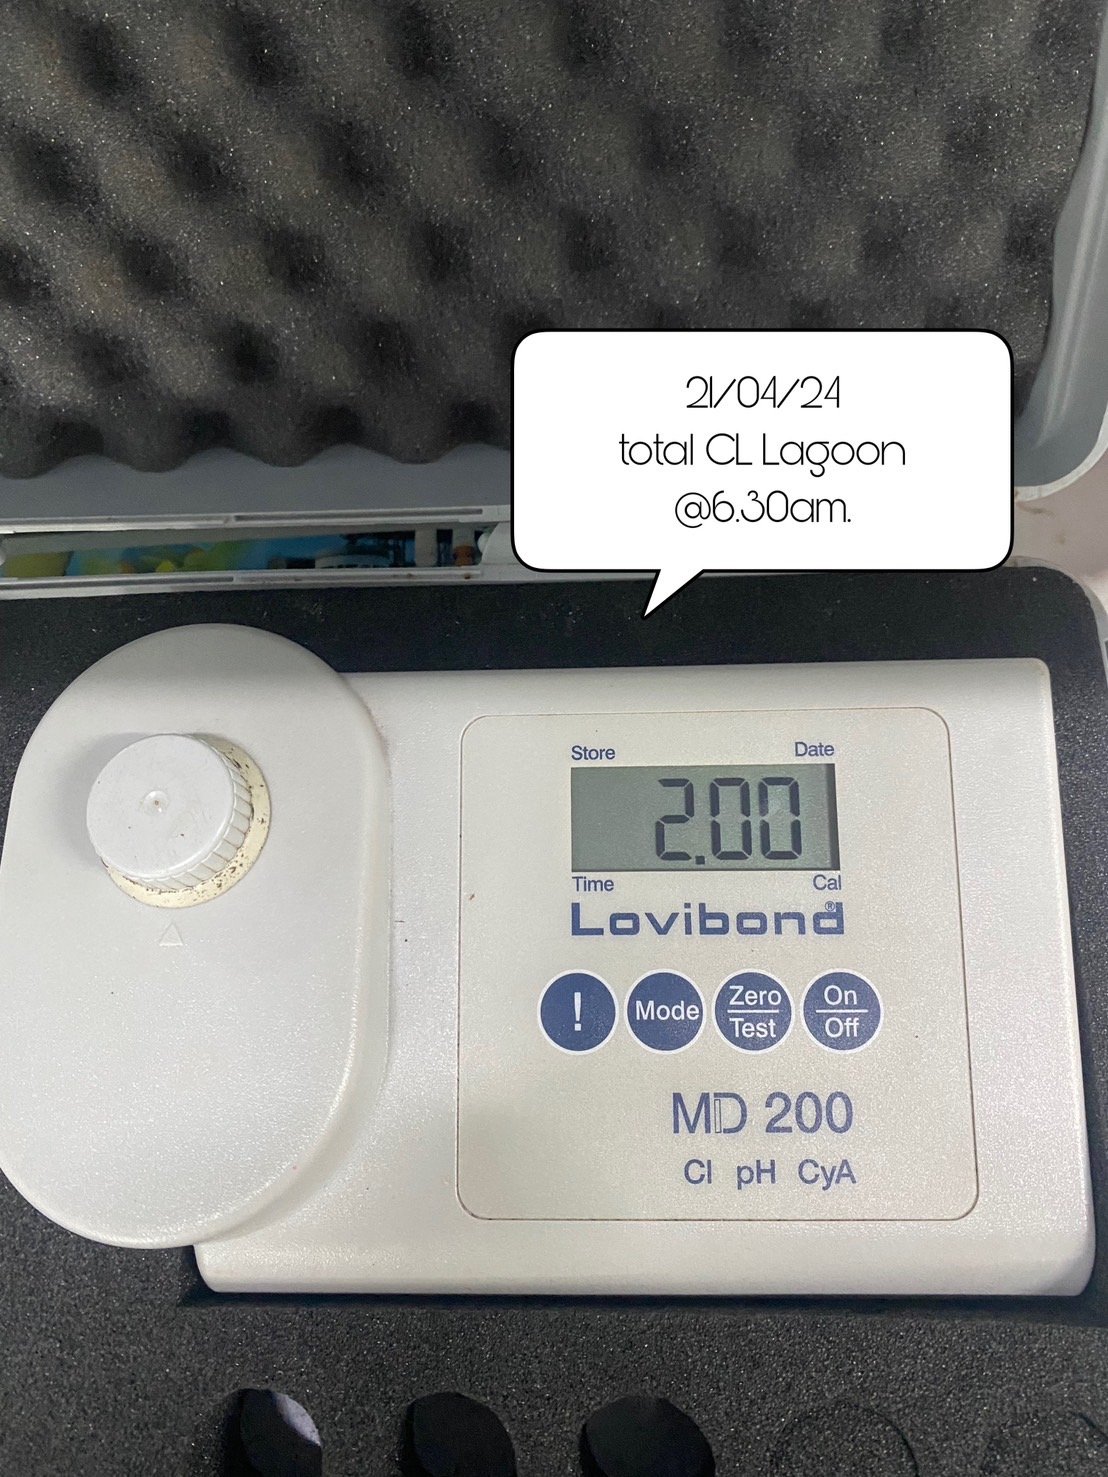 21/04/24
total CL Lagoon
@6.30am.
Store Date
2.00
Time Cal
Lovibond®
! Mode Zero Test On Off
MD 200
Cl pH CyA